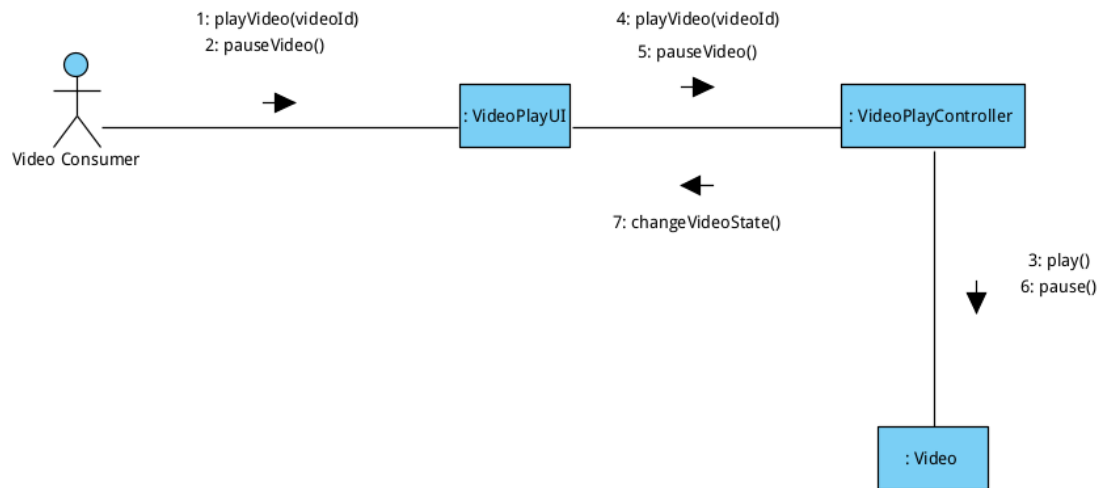 1: playVideo(videoId)
2: pauseVideo()
4: playVideo(videoId)
5: pauseVideo()
: VideoPlayUI
: VideoPlayController
Video Consumer
7: changeVideoState()
3: play()
6: pause()
: Video